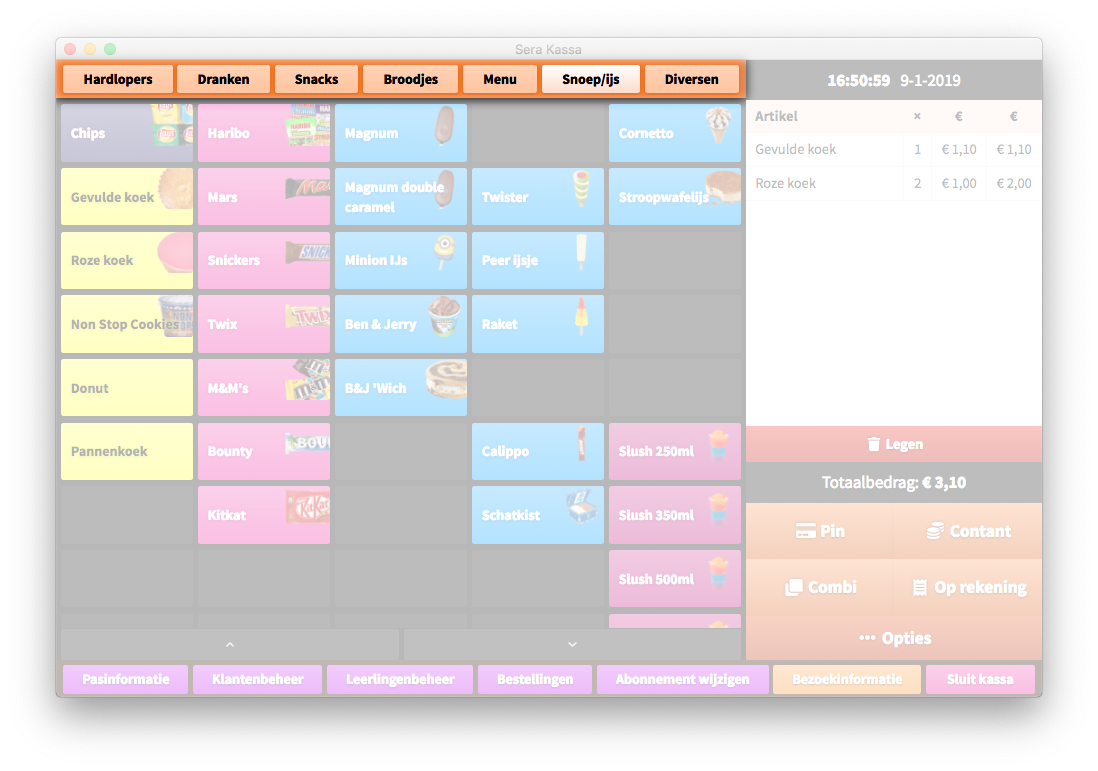 Sera Kassa
Hardlopers Dranken Snacks Broodjes Menu Snoep/ijs Diversen
16:50:59 9-1-2019
Artikel × € €
Gevulde koek 1 € 1,10 € 1,10
Roze koek 2 € 1,00 € 2,00
Chips Haribo Magnum Cornetto
Gevulde koek Mars Magnum double caramel Twister Stroopwafelijs
Roze koek Snickers Minion IJs Peer ijsje
Non Stop Cookies Twix Ben & Jerry Raket
Donut M&M's B&J 'Wich
Pannenkoek Bounty Calippo Slush 250ml
Kitkat Schatkist Slush 350ml
Slush 500ml
Legen
Totaalbedrag: € 3,10
Pin Contant
Combi Op rekening
Opties
Pasinformatie Klantenbeheer Leerlingenbeheer Bestellingen Abonnement wijzigen Bezoekinformatie Sluit kassa